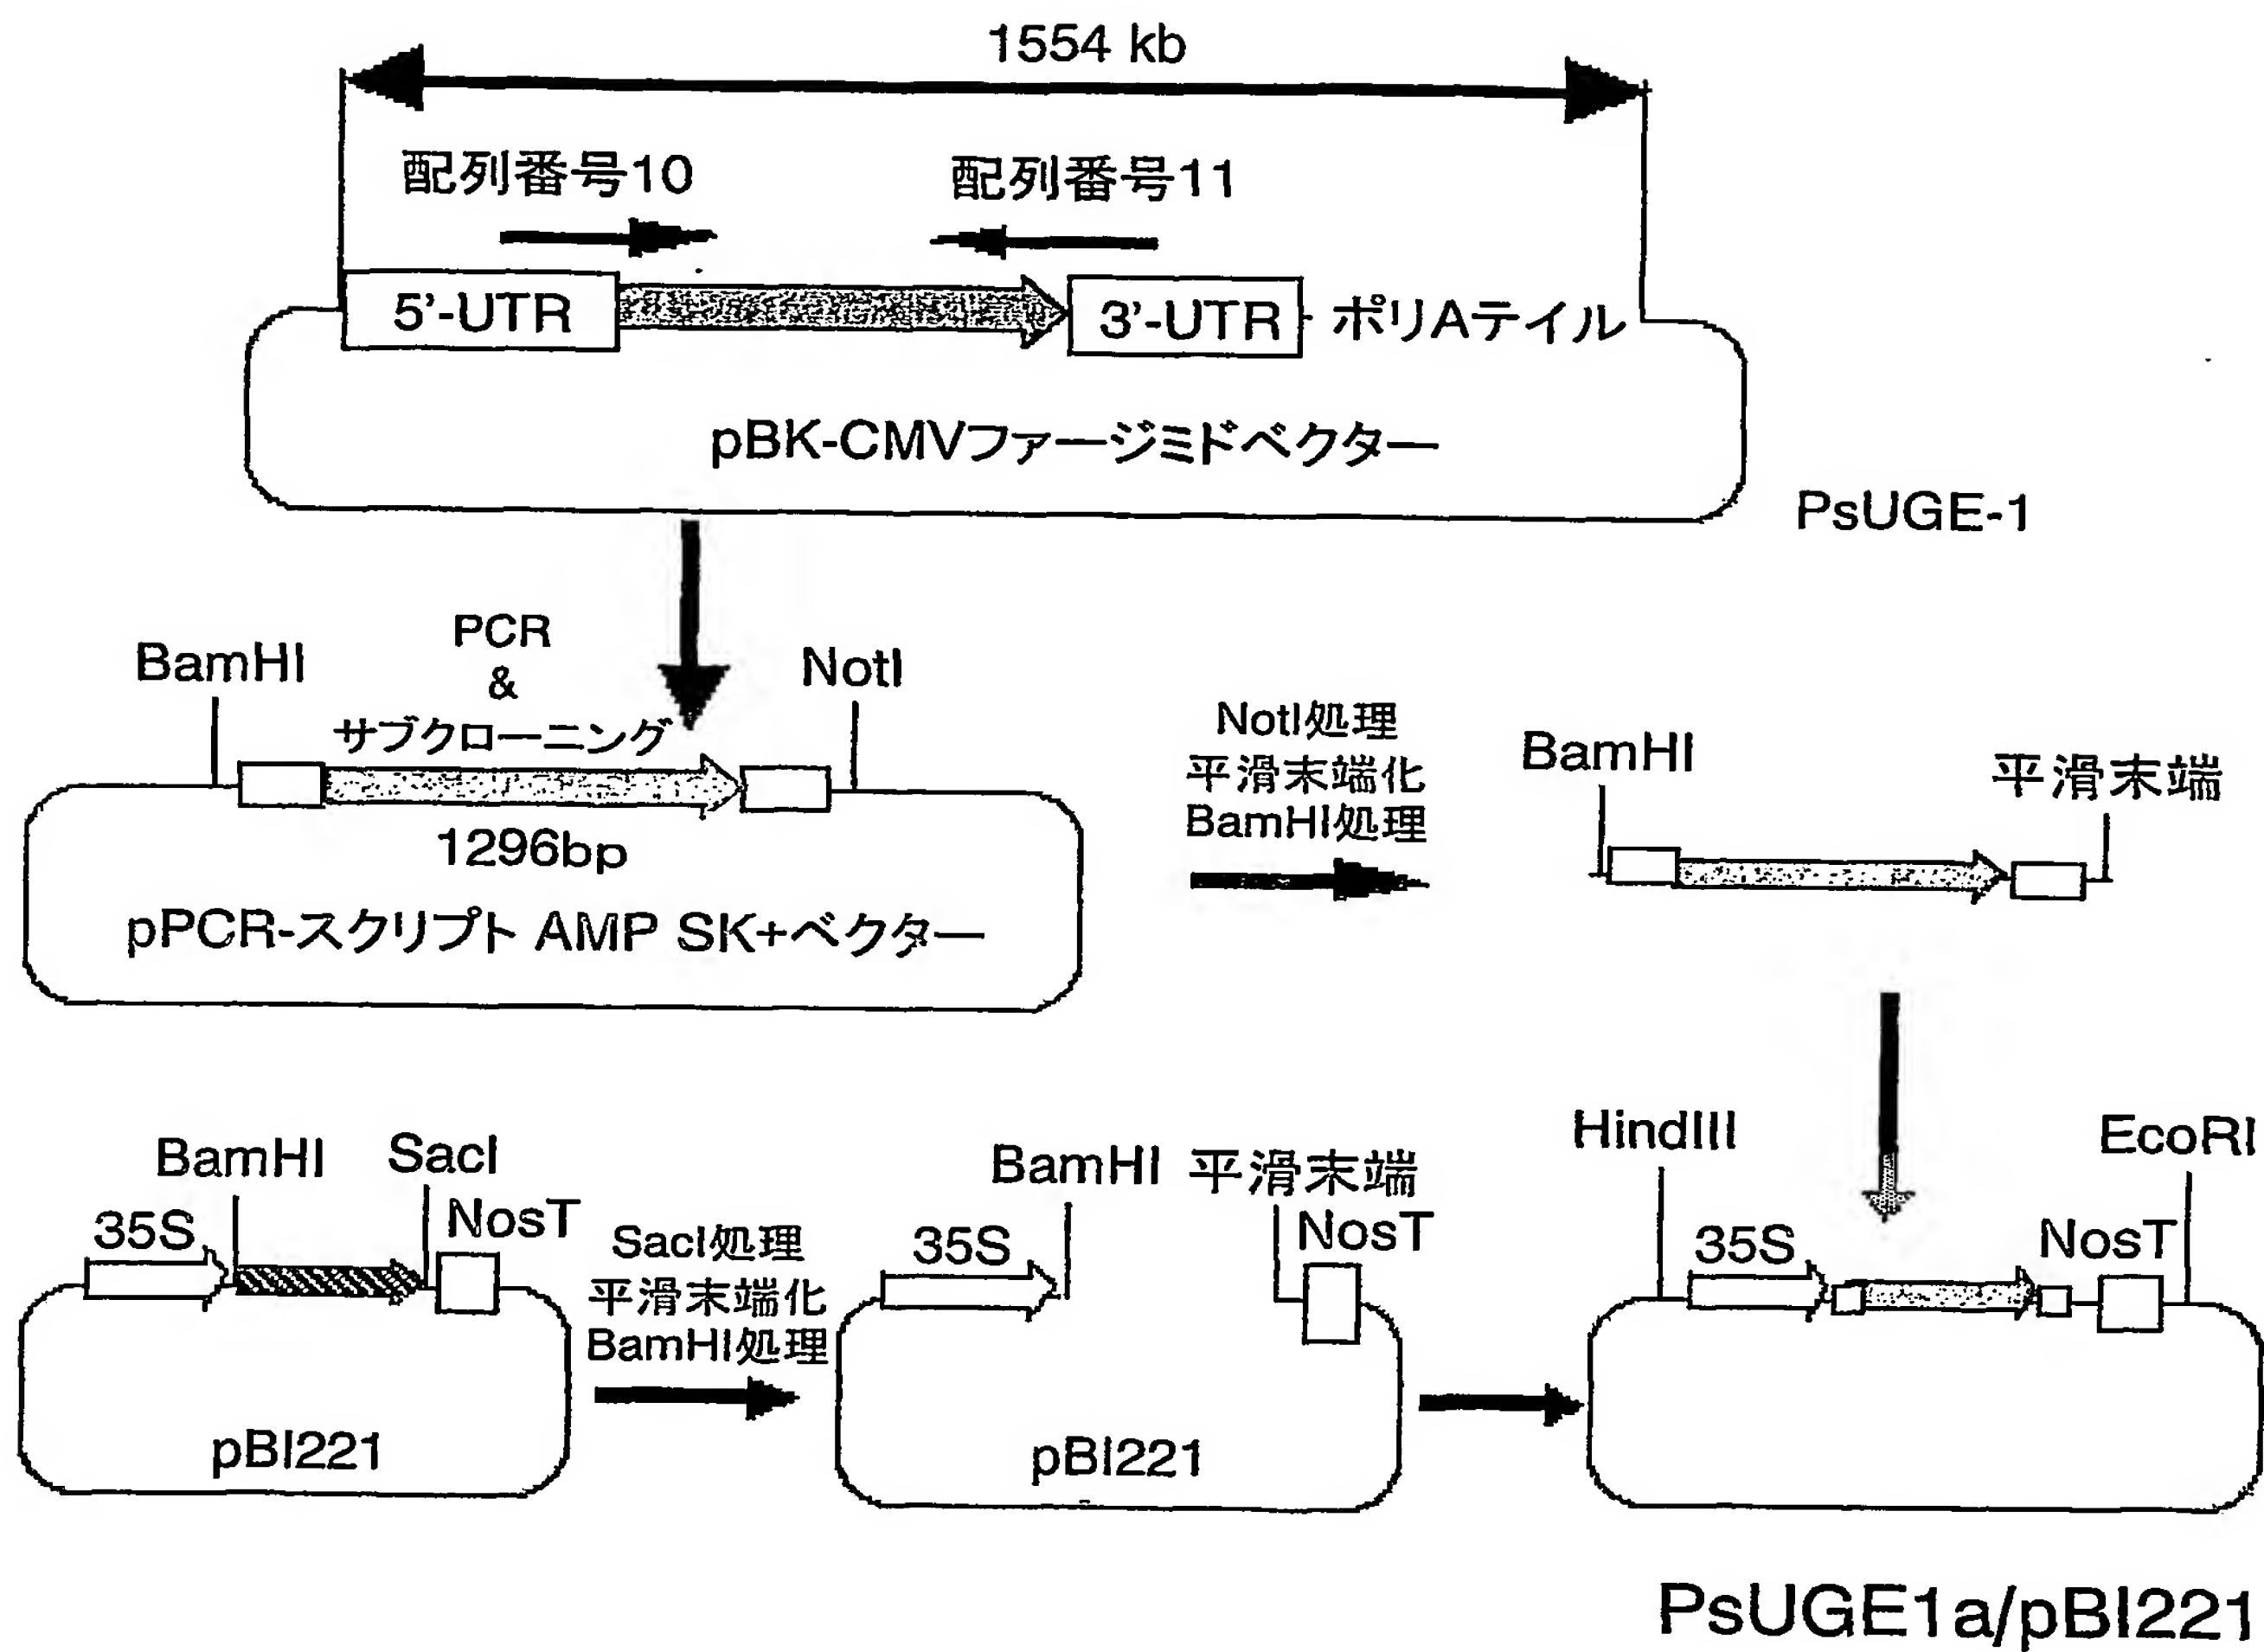 1554 kb
配列番号10
配列番号11
5'-UTR
3'-UTR
ポリAテイル
pBK-CMVファージミドベクター
PsUGE-1
BamHI
PCR
&
サブクローニング
NotI
1296bp
pPCR-スクリプト AMP SK+ベクター
NotI処理
平滑末端化
BamHI処理
BamHI
平滑末端
BamHI
SacI
35S
NosT
pBI221
SacI処理
平滑末端化
BamHI処理
BamHI
平滑末端
35S
NosT
pBI221
HindIII
EcoRI
35S
NosT
PsUGE1a/pBI221